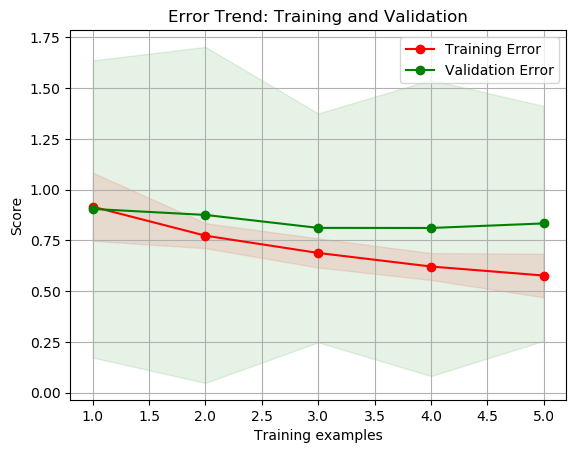 Error Trend: Training and Validation
Training Error
Validation Error
Score
1.75
1.50
1.25
1.00
0.75
0.50
0.25
0.00
1.0 1.5 2.0 2.5 3.0 3.5 4.0 4.5 5.0
Training examples